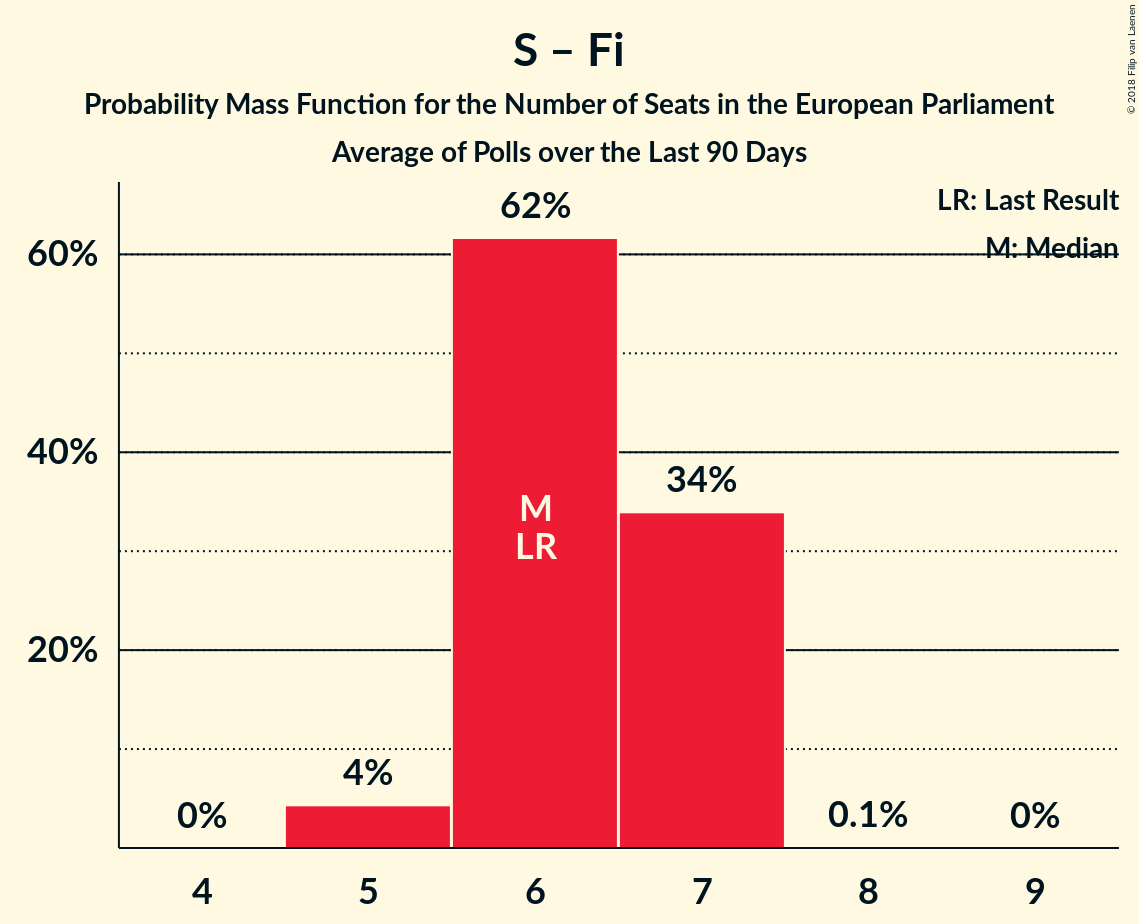 S – Fi
Probability Mass Function for the Number of Seats in the European Parliament
Average of Polls over the Last 90 Days
© 2018 Filip van Laenen
LR: Last Result
M: Median
62%
60%
40%
34%
M
LR
20%
4%
0%
0.1%
0%
4 5 6 7 8 9